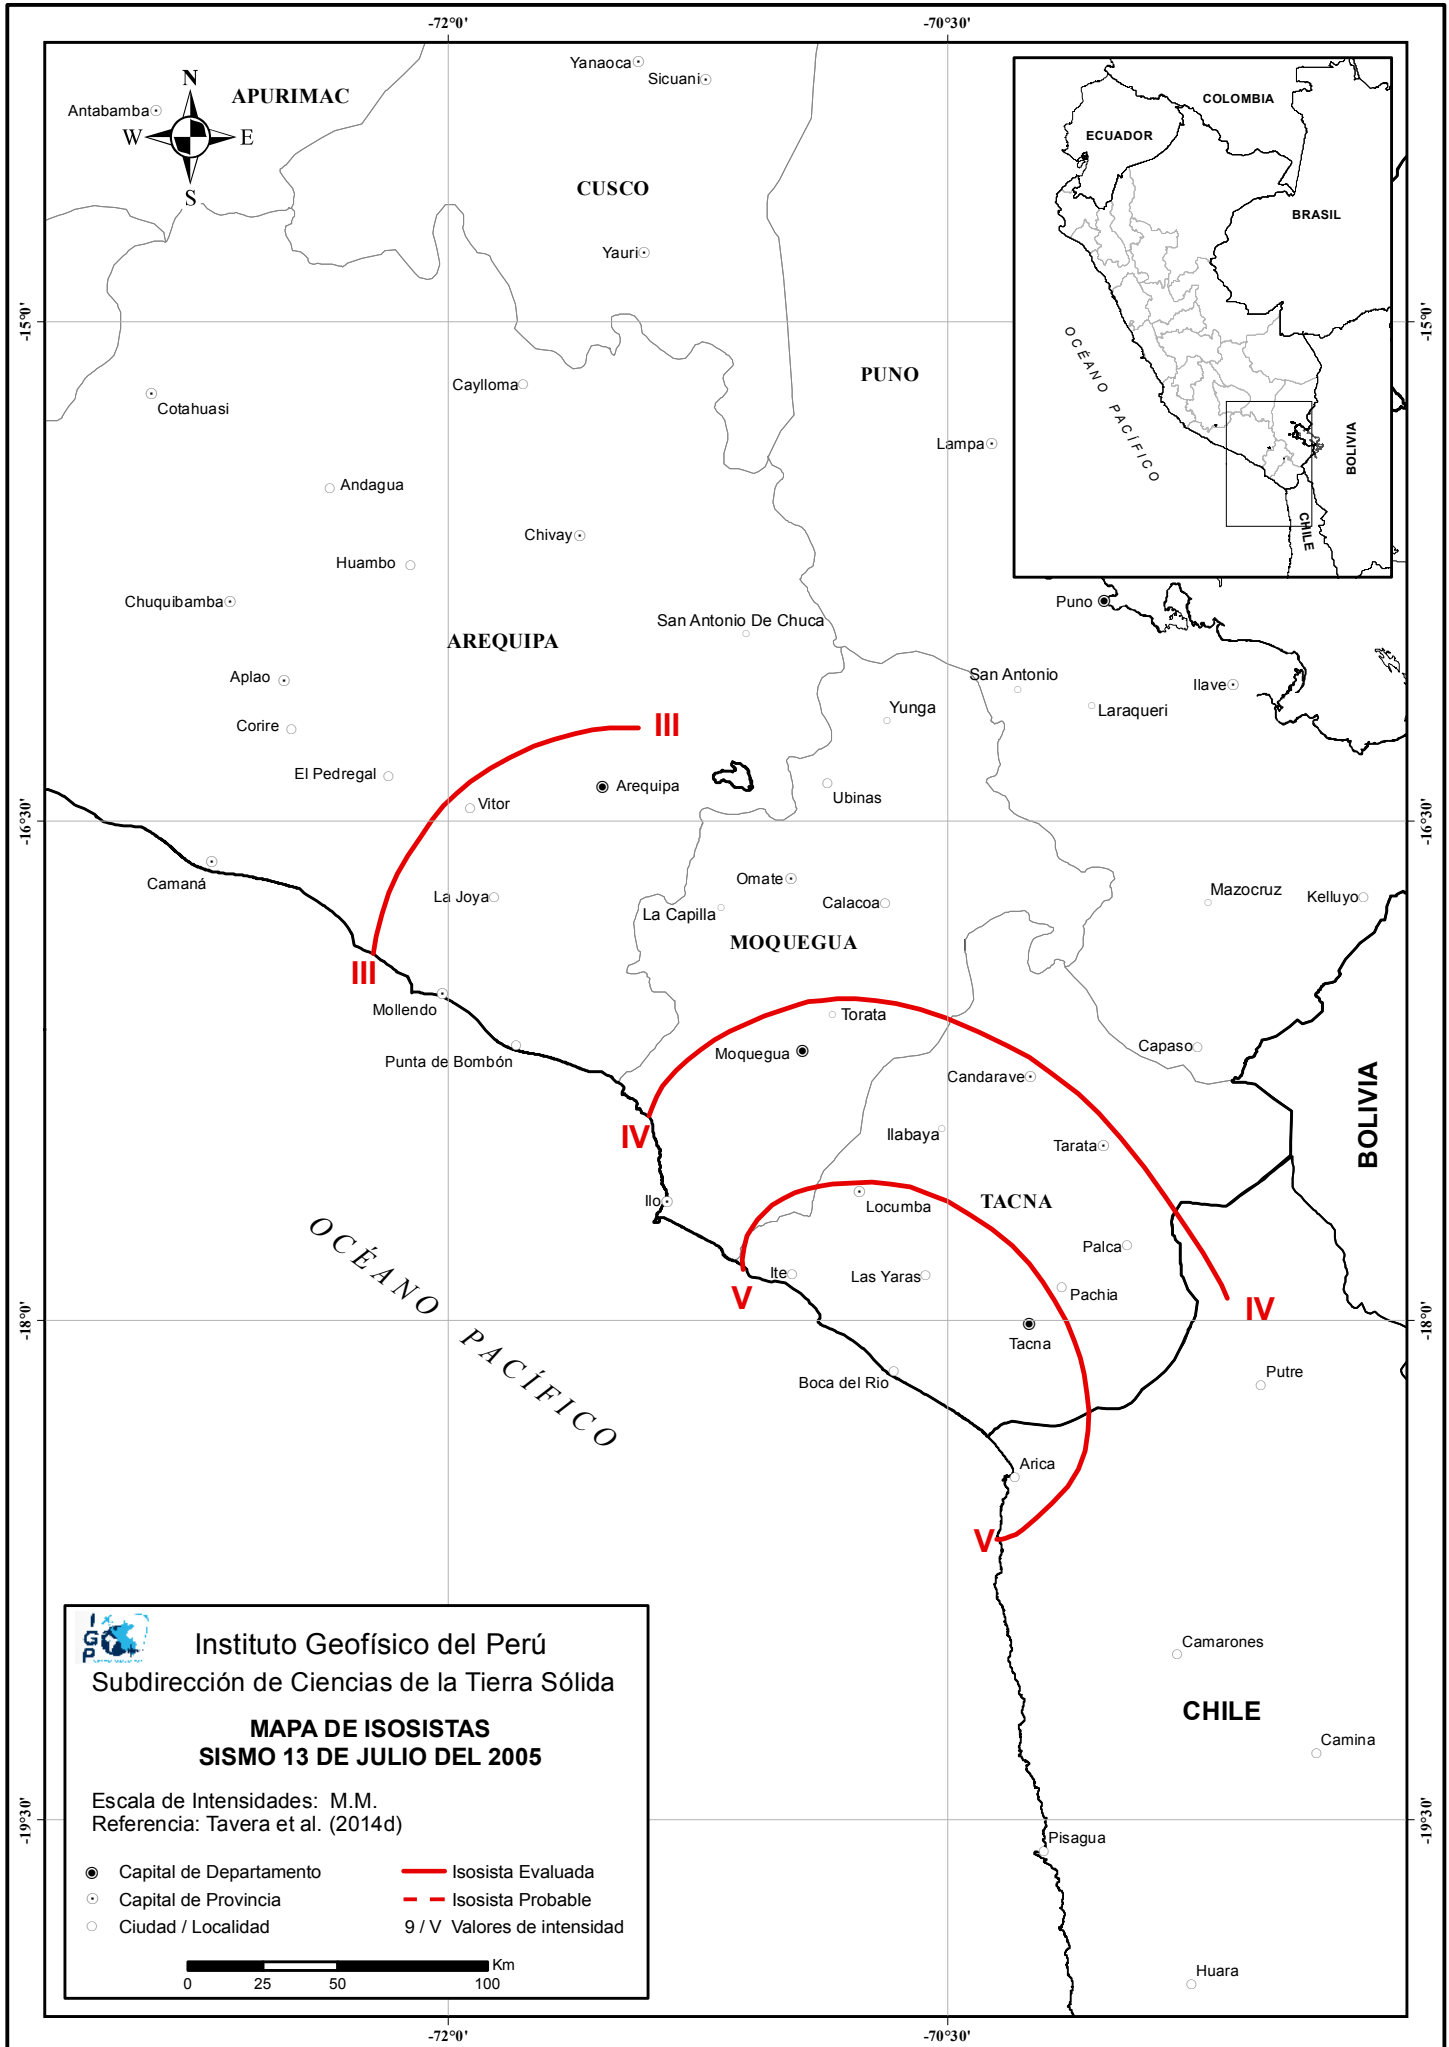 -72°0'
-70°30'
Yanaoca
Sicuani
N
Antabamba
APURIMAC
W
E
S
CUSCO
Yauri
COLOMBIA
ECUADOR
BRASIL
OCÉANO PACÍFICO
BOLIVIA
CHILE
-15°0'
-15°0'
PUNO
Caylloma
Cotahuasi
Lampa
Andagua
Chivay
Huambo
Chuquibamba
Puno
San Antonio De Chuca
AREQUIPA
Aplao
San Antonio
Ilave
Yunga
Laraqueri
Corire
III
El Pedregal
Arequipa
Ubinas
Vitor
-16°30'
-16°30'
Camaná
Omate
La Joya
La Capilla
Calacoa
Mazocruz
Kelluyo
MOQUEGUA
III
Mollendo
Torata
Punta de Bombón
Moquegua
Capaso
Candarave
IV
Ilabaya
Tarata
BOLIVIA
Ilo
Locumba
TACNA
OCÉANO PACÍFICO
Palca
Ite
Las Yaras
Pachia
V
IV
-18°0'
-18°0'
Tacna
Boca del Rio
Putre
Arica
V
Camarones
CHILE
Camina
-19°30'
-19°30'
Pisagua
Huara
IGP
Instituto Geofísico del Perú
Subdirección de Ciencias de la Tierra Sólida
MAPA DE ISOSISTAS
SISMO 13 DE JULIO DEL 2005
Escala de Intensidades: M.M.
Referencia: Tavera et al. (2014d)
Capital de Departamento
Isosista Evaluada
Capital de Provincia
Isosista Probable
Ciudad / Localidad
9 / V Valores de intensidad
Km
0 25 50 100
-72°0'
-70°30'